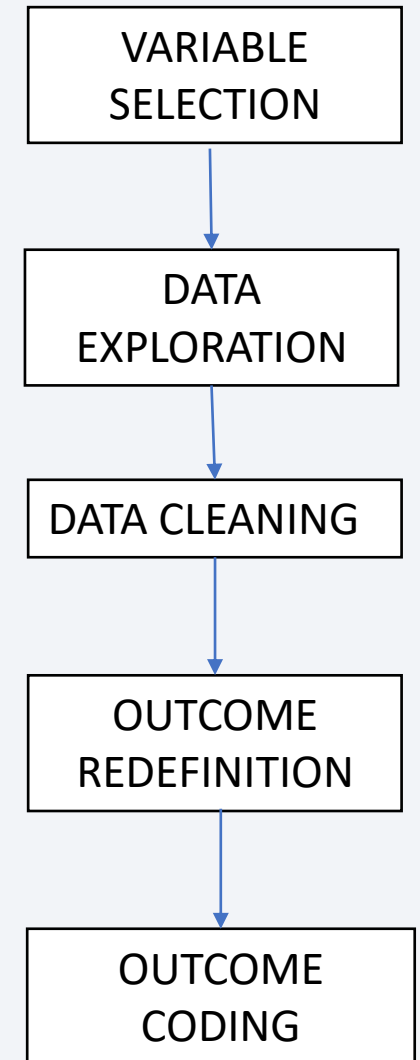 VARIABLE
SELECTION
DATA
EXPLORATION
DATA CLEANING
OUTCOME
REDEFINITION
OUTCOME
CODING